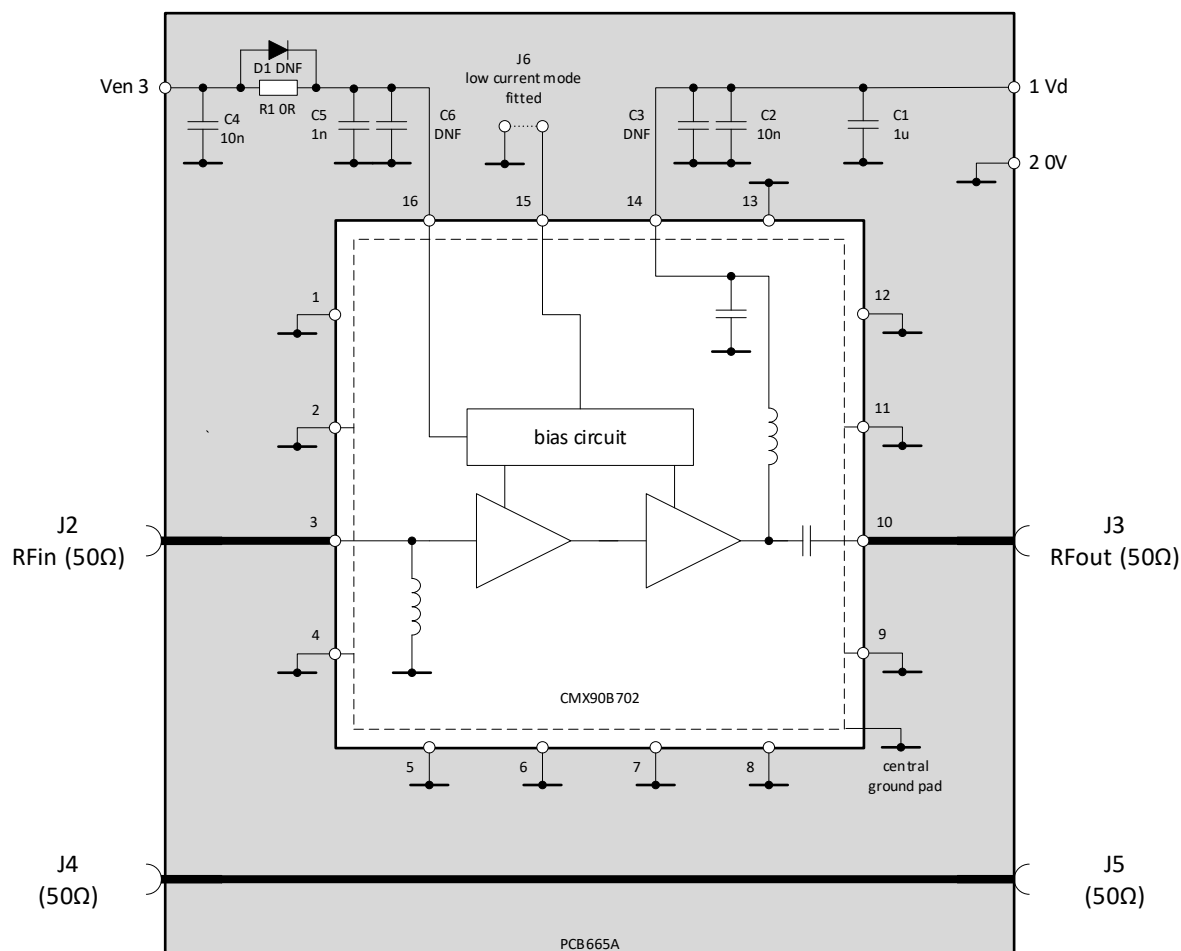 J6
low current mode
fitted
D1 DNF
Ven 3
R1 0R
C4
10n
C5
1n
C6
DNF
C3
DNF
C2
10n
C1
1u
1 Vd
2 0V
16
15
14
13
1
12
2
11
bias circuit
J2
RFin (50Ω)
3
10
J3
RFout (50Ω)
4
9
CMX90B702
5
6
7
8
central
ground pad
J4
(50Ω)
J5
(50Ω)
PCB665A